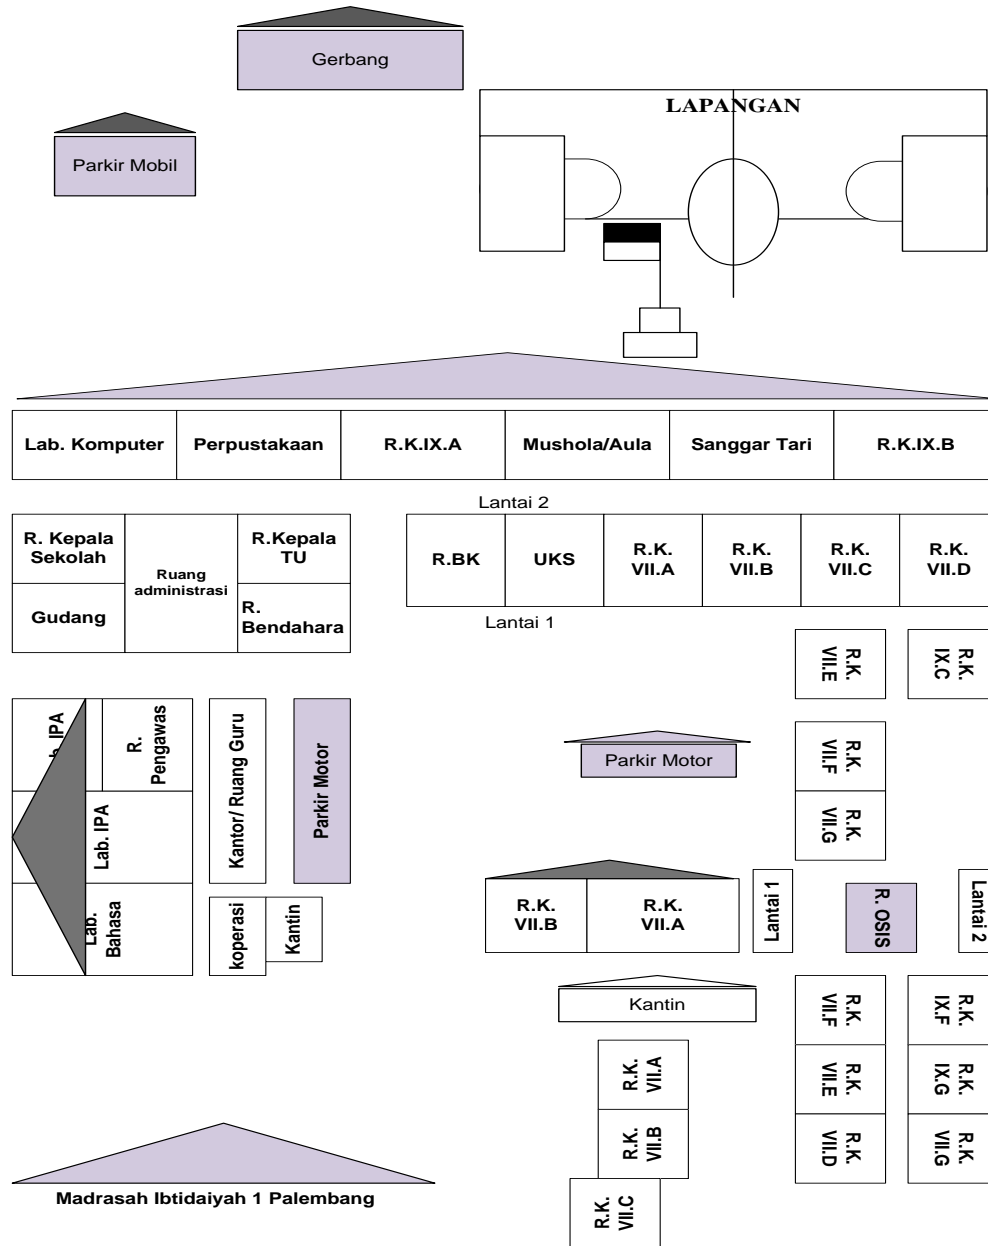 Gerbang
LAPANGAN
Parkir Mobil
Lab. Komputer
Perpustakaan
R.K.IX.A
Mushola/Aula
Sanggar Tari
R.K.IX.B
Lantai 2
R. Kepala
Sekolah
Ruang
administrasi
R.Kepala
TU
Gudang
R.
Bendahara
R.BK
UKS
R.K.
VII.A
R.K.
VII.B
R.K.
VII.C
R.K.
VII.D
Lantai 1
R.K.
VII.E
R.K.
IX.C
IPA
R.
Pengawas
Kantor/ Ruang Guru
Parkir Motor
Parkir Motor
R.K.
VII.F
R.K.
VII.G
Lab. IPA
Lab.
Bahasa
koperasi
Kantin
R.K.
VII.B
R.K.
VII.A
Lantai 1
R. OSIS
Lantai 2
Kantin
R.K.
VII.F
R.K.
IX.F
R.K.
VII.A
R.K.
VII.E
R.K.
IX.G
R.K.
VII.B
R.K.
VI.D
R.K.
VII.G
R.K.
VII.C
Madrasah Ibtidaiyah 1 Palembang